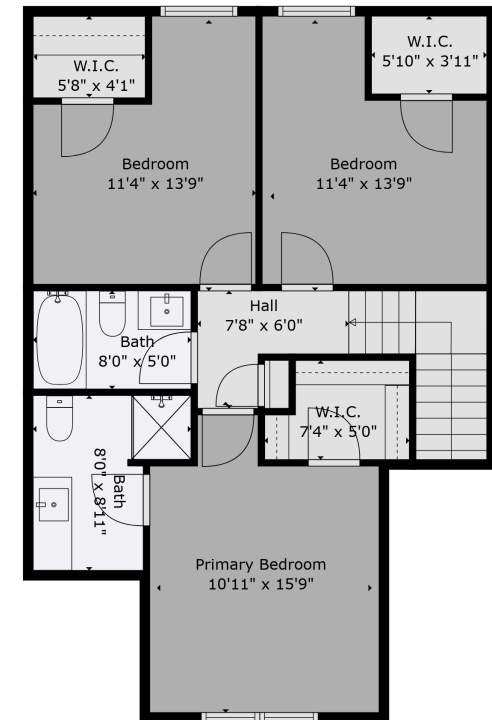 W.I.C.
5'8" x 4'1"
W.I.C.
5'10" x 3'11"
Bedroom
11'4" x 13'9"
Bedroom
11'4" x 13'9"
Hall
7'8" x 6'0"
Bath
8'0" x 5'0"
W.I.C.
7'4" x 5'0"
Bath
8'0" x 8'11"
Primary Bedroom
10'11" x 15'9"